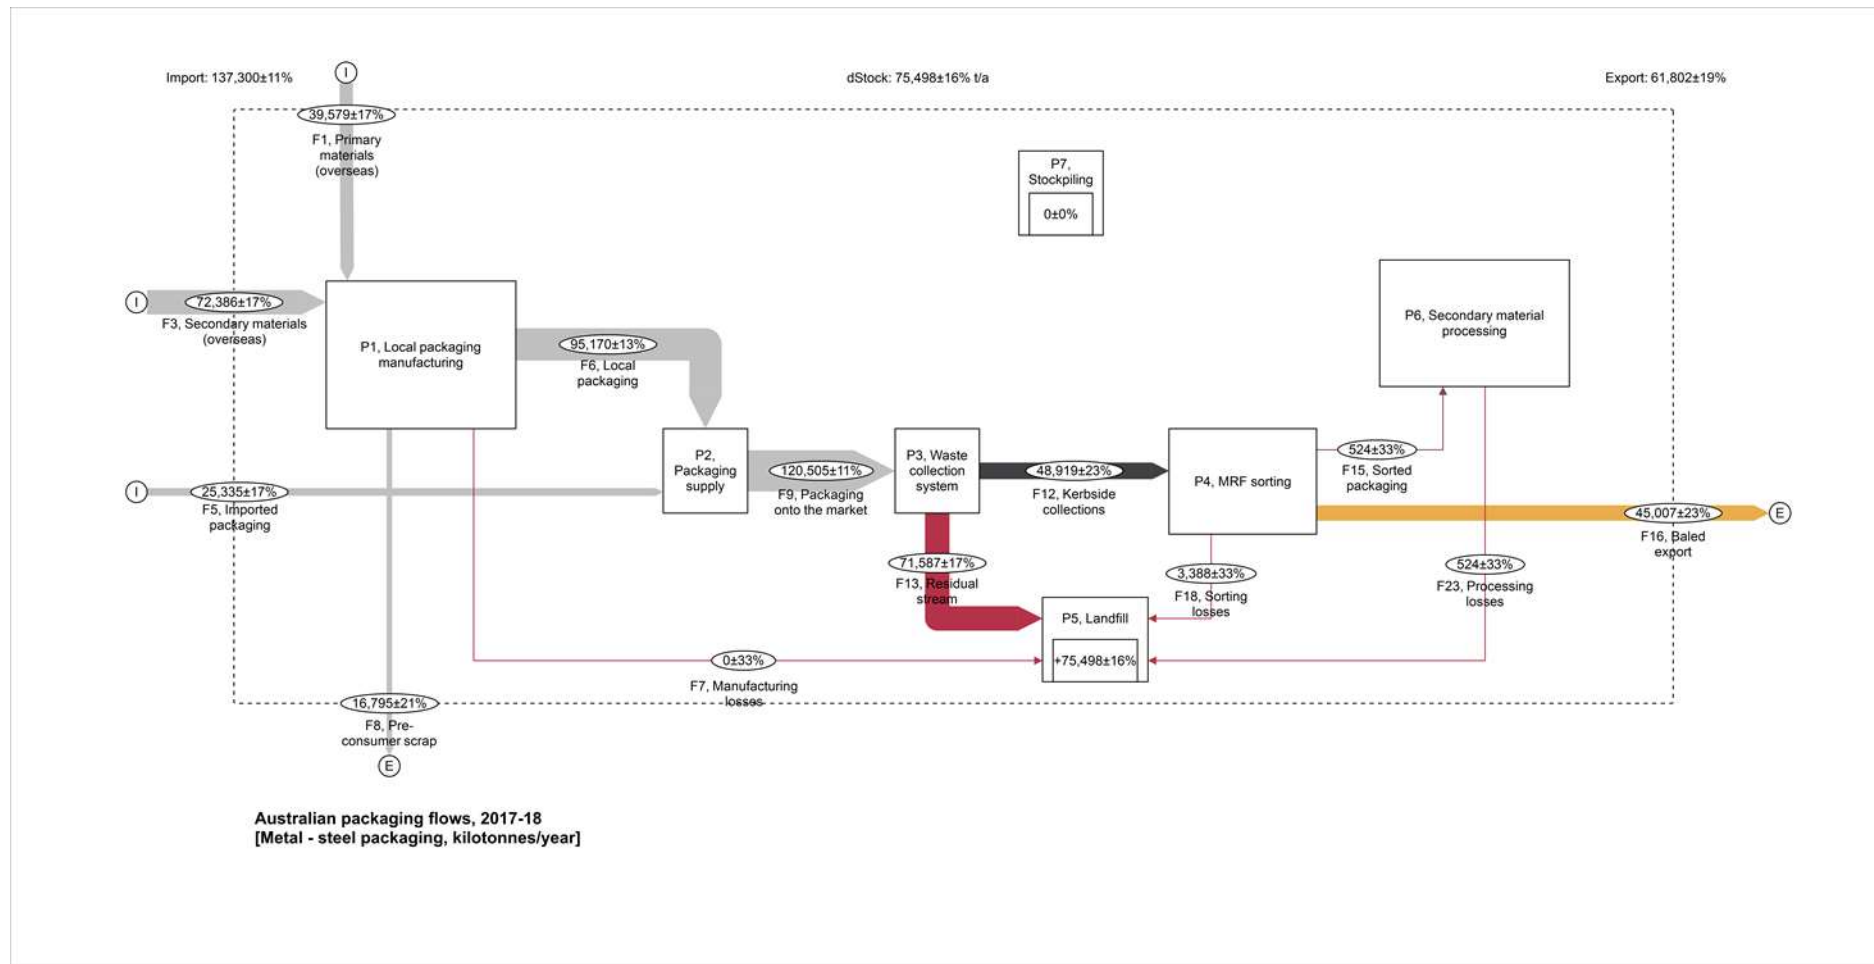 Import: 137,300±11%
I
dStock: 75,498±16% t/a
Export: 61,802±19%
39,579±17%
F1, Primary
materials
(overseas)
P7,
Stockpiling
0±0%
I
72,386±17%
F3, Secondary materials
(overseas)
P1, Local packaging
manufacturing
95,170±13%
F6, Local
packaging
P6, Secondary material
processing
P2,
Packaging
supply
120,505±11%
F9, Packaging
onto the market
P3, Waste
collection
system
48,919±23%
F12, Kerbside
collections
P4, MRF sorting
524±33%
F15, Sorted
packaging
I
25,335±17%
F5, Imported
packaging
45,007±23%
E
F16, Baled
export
71,587±17%
F13, Residual
stream
3,388±33%
F18, Sorting
losses
524±33%
F23, Processing
losses
P5, Landfill
+75,498±16%
0±33%
F7, Manufacturing
losses
16,795±21%
F8, Pre-
consumer scrap
E
Australian packaging flows, 2017-18
[Metal - steel packaging, kilotonnes/year]